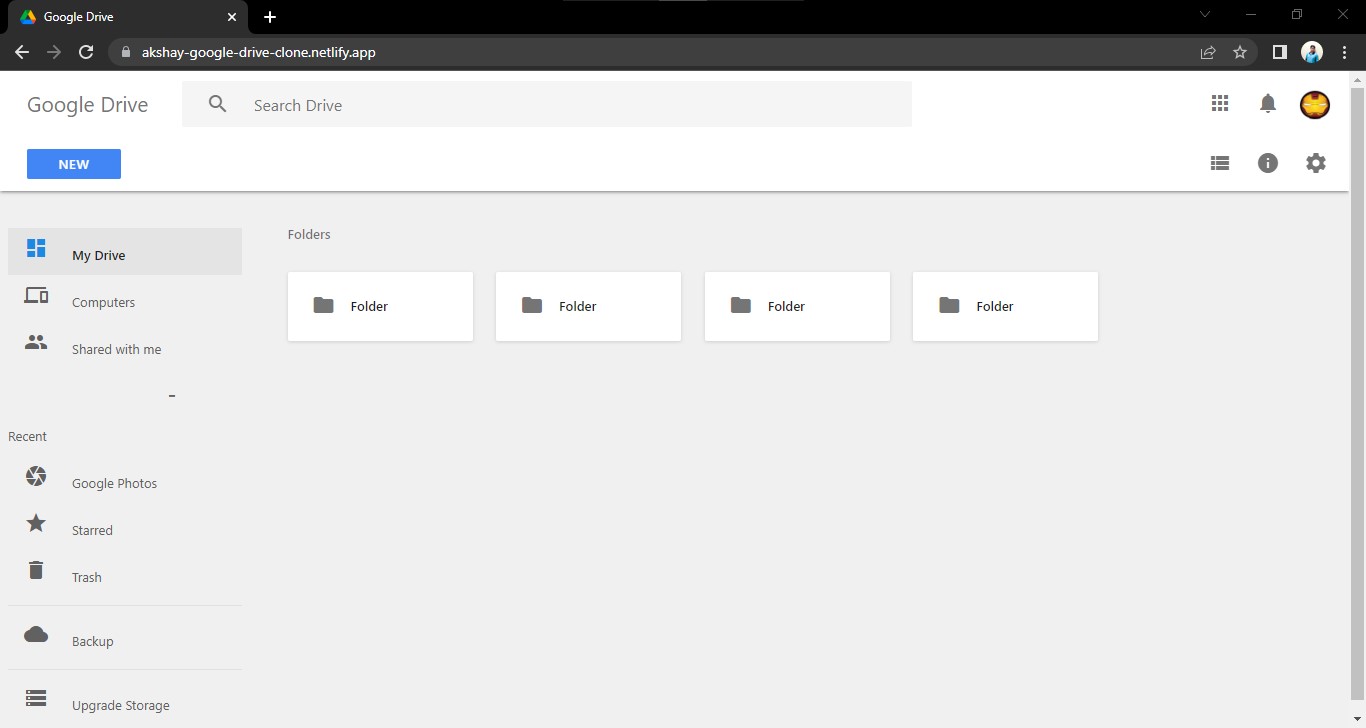 Google Drive
akshay-google-drive-clone.netlify.app
Google Drive
Search Drive
NEW
My Drive
Computers
Shared with me
-
Recent
Google Photos
Starred
Trash
Backup
Upgrade Storage
Folders
Folder Folder Folder Folder